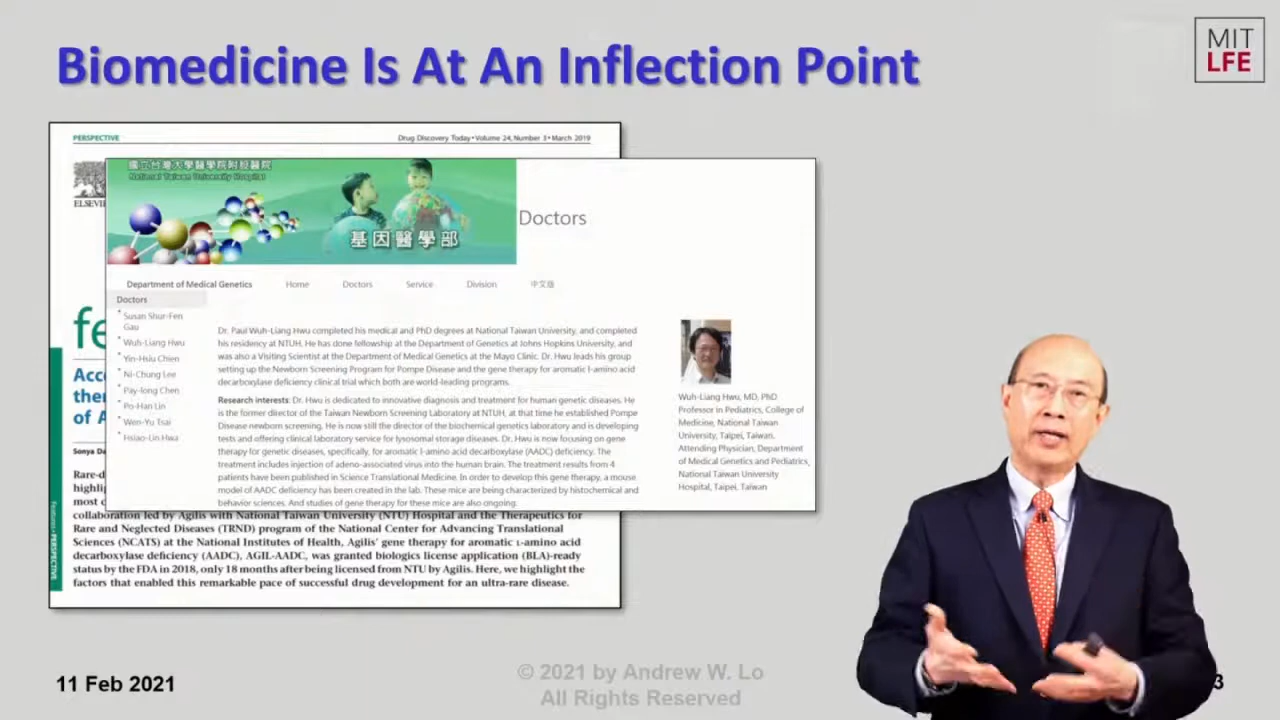 Biomedicine Is At An Inflection Point
MIT
LFE
PERSPECTIVE
Drug Discovery Today • Volume 24, Number 3 • March 2019
國立台灣大學醫學院附設醫院
National Taiwan University Hospital
基因醫學部
Doctors
Department of Medical Genetics
Home
Doctors
Service
Division
中文版
Doctors
Susan Shur-Fen
Gau
Wuh-Liang Hwu
Yin-Hsiu Chien
Ni-Chung Lee
Pay-long Chen
Po-Han Lin
Wen-Yu Tsai
Hsiao-Lin Hwa
Dr. Paul Wuh-Liang Hwu completed his medical and PhD degrees at National Taiwan University, and completed
his residency at NTUH. He has done fellowship at the Department of Genetics at Johns Hopkins University, and
was also a Visiting Scientist at the Department of Medical Genetics at the Mayo Clinic. Dr. Hwu leads his group
setting up the Newborn Screening Program for Pompe Disease and the gene therapy for aromatic l-amino acid
decarboxylase deficiency clinical trial which both are world-leading programs.
Research interests: Dr. Hwu is dedicated to innovative diagnosis and treatment for human genetic diseases. He
is the former director of the Taiwan Newborn Screening Laboratory at NTUH, at that time he established Pompe
Disease newborn screening. He is now still the director of the biochemical genetics laboratory and is developing
tests and offering clinical laboratory service for lysosomal storage diseases. Dr. Hwu is now focusing on gene
therapy for genetic diseases, specifically, for aromatic l-amino acid decarboxylase (AADC) deficiency. The
treatment includes injection of adeno-associated virus into the human brain. The treatment results from 4
patients have been published in Science Translational Medicine. In order to develop this gene therapy, a mouse
model of AADC deficiency has been created in the lab. These mice are being characterized by histochemical and
behavior sciences. And studies of gene therapy for these mice are also ongoing.
Wuh-Liang Hwu, MD, PhD
Professor in Pediatrics, College of
Medicine, National Taiwan
University, Taipei, Taiwan.
Attending Physician, Department
of Medical Genetics and Pediatrics,
National Taiwan University
Hospital, Taipei, Taiwan
ELSEVIE
fe
Acc
the
of A
Sonya Da
Rare-d
highlig
most c
collaboration led by Agilis with National Taiwan University (NTU) Hospital and the Therapeutics for
Rare and Neglected Diseases (TRND) program of the National Center for Advancing Translational
Sciences (NCATS) at the National Institutes of Health, Agilis' gene therapy for aromatic L-amino acid
decarboxylase deficiency (AADC), AGIL-AADC, was granted biologics license application (BLA)-ready
status by the FDA in 2018, only 18 months after being licensed from NTU by Agilis. Here, we highlight the
factors that enabled this remarkable pace of successful drug development for an ultra-rare disease.
Features • PERSPECTIVE
11 Feb 2021
© 2021 by Andrew W. Lo
All Rights Reserved
3